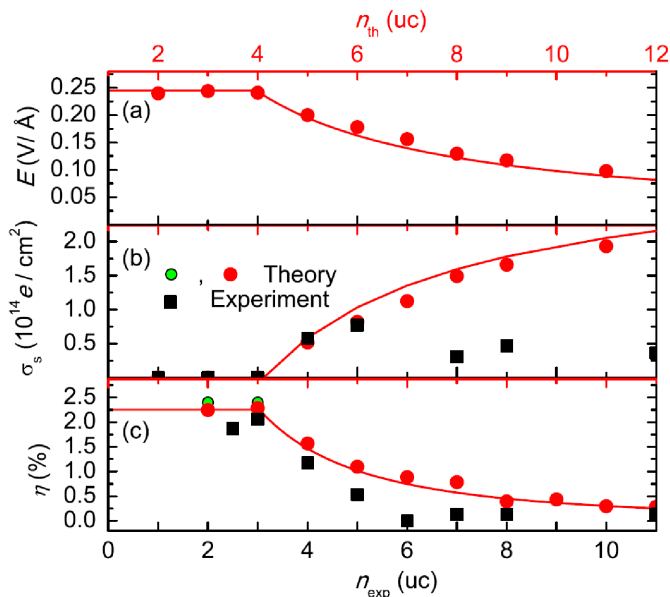 n_th (uc)
2 4 6 8 10 12
E (V/Å)
0.25
0.20
0.15
0.10
0.05
(a)
σ_s (10^14 e / cm^2)
2.0
1.5
1.0
0.5
(b)
, Theory
Experiment
η (%)
2.5
2.0
1.5
1.0
0.5
0.0
(c)
0 2 4 6 8 10
n_exp (uc)